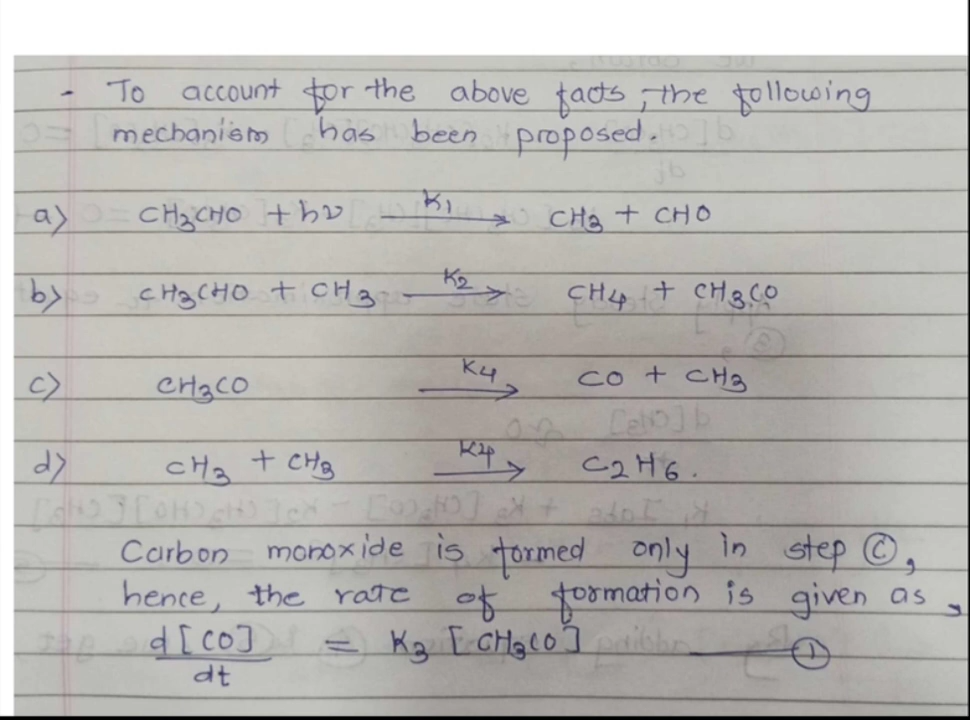 - To account for the above facts, the following
mechanism has been proposed.
a) CH3CHO + hν K1 → CH3 + CHO
b) CH3CHO + CH3 K2 → CH4 + CH3CO
c) CH3CO K4 → CO + CH3
d) CH3 + CH3 K4 → C2H6.
Carbon monoxide is formed only in step ⓒ,
hence, the rate of formation is given as,
d[CO]/dt = K3 [CH3CO] —— ①